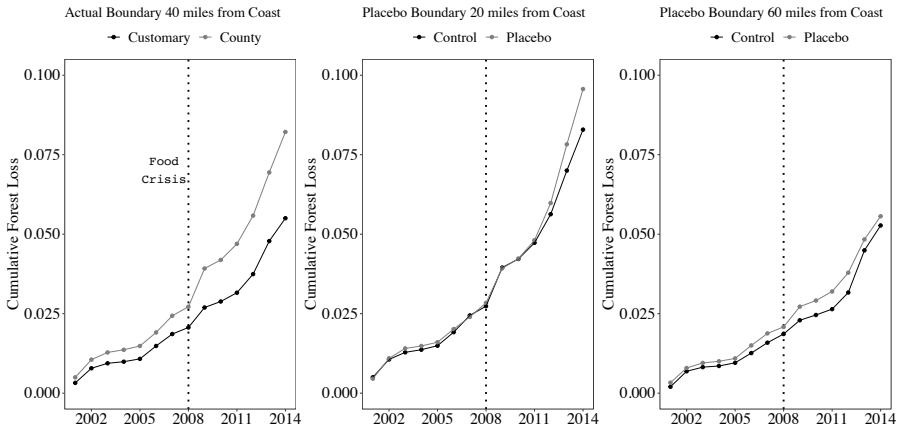 Actual Boundary 40 miles from Coast
Customary County
Cumulative Forest Loss
0.100
0.075
0.050
0.025
0.000
Food
Crisis
2002 2005 2008 2011 2014
Placebo Boundary 20 miles from Coast
Control Placebo
Cumulative Forest Loss
0.100
0.075
0.050
0.025
0.000
2002 2005 2008 2011 2014
Placebo Boundary 60 miles from Coast
Control Placebo
Cumulative Forest Loss
0.100
0.075
0.050
0.025
0.000
2002 2005 2008 2011 2014